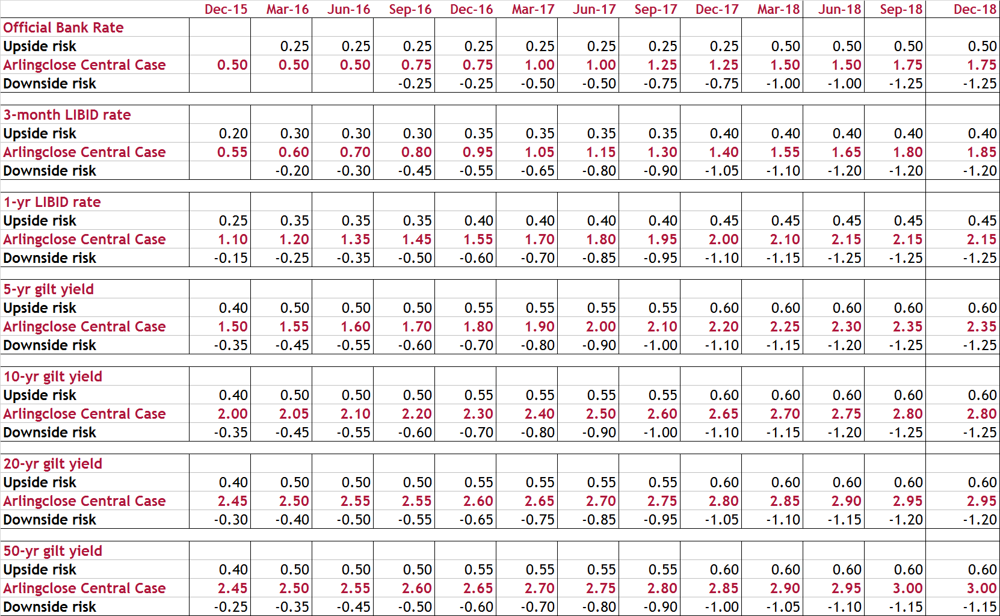 Dec-15 Mar-16 Jun-16 Sep-16 Dec-16 Mar-17 Jun-17 Sep-17 Dec-17 Mar-18 Jun-18 Sep-18 Dec-18
Official Bank Rate
Upside risk 0.25 0.25 0.25 0.25 0.25 0.25 0.25 0.25 0.50 0.50 0.50 0.50
Arlingclose Central Case 0.50 0.50 0.50 0.75 0.75 1.00 1.00 1.25 1.25 1.50 1.50 1.75 1.75
Downside risk -0.25 -0.25 -0.50 -0.50 -0.75 -0.75 -1.00 -1.00 -1.25 -1.25
3-month LIBID rate
Upside risk 0.20 0.30 0.30 0.30 0.35 0.35 0.35 0.35 0.40 0.40 0.40 0.40 0.40
Arlingclose Central Case 0.55 0.60 0.70 0.80 0.95 1.05 1.15 1.30 1.40 1.55 1.65 1.80 1.85
Downside risk -0.20 -0.30 -0.45 -0.55 -0.65 -0.80 -0.90 -1.05 -1.10 -1.20 -1.20 -1.20
1-yr LIBID rate
Upside risk 0.25 0.35 0.35 0.35 0.40 0.40 0.40 0.40 0.45 0.45 0.45 0.45 0.45
Arlingclose Central Case 1.10 1.20 1.35 1.45 1.55 1.70 1.80 1.95 2.00 2.10 2.15 2.15 2.15
Downside risk -0.15 -0.25 -0.35 -0.50 -0.60 -0.70 -0.85 -0.95 -1.10 -1.15 -1.25 -1.25 -1.25
5-yr gilt yield
Upside risk 0.40 0.50 0.50 0.50 0.55 0.55 0.55 0.55 0.60 0.60 0.60 0.60 0.60
Arlingclose Central Case 1.50 1.55 1.60 1.70 1.80 1.90 2.00 2.10 2.20 2.25 2.30 2.35 2.35
Downside risk -0.35 -0.45 -0.55 -0.60 -0.70 -0.80 -0.90 -1.00 -1.10 -1.15 -1.20 -1.25 -1.25
10-yr gilt yield
Upside risk 0.40 0.50 0.50 0.50 0.55 0.55 0.55 0.55 0.60 0.60 0.60 0.60 0.60
Arlingclose Central Case 2.00 2.05 2.10 2.20 2.30 2.40 2.50 2.60 2.65 2.70 2.75 2.80 2.80
Downside risk -0.35 -0.45 -0.55 -0.60 -0.70 -0.80 -0.90 -1.00 -1.10 -1.15 -1.20 -1.25 -1.25
20-yr gilt yield
Upside risk 0.40 0.50 0.50 0.50 0.55 0.55 0.55 0.55 0.60 0.60 0.60 0.60 0.60
Arlingclose Central Case 2.45 2.50 2.55 2.55 2.60 2.65 2.70 2.75 2.80 2.85 2.90 2.95 2.95
Downside risk -0.30 -0.40 -0.50 -0.55 -0.65 -0.75 -0.85 -0.95 -1.05 -1.10 -1.15 -1.20 -1.20
50-yr gilt yield
Upside risk 0.40 0.50 0.50 0.50 0.55 0.55 0.55 0.55 0.60 0.60 0.60 0.60 0.60
Arlingclose Central Case 2.45 2.50 2.55 2.60 2.65 2.70 2.75 2.80 2.85 2.90 2.95 3.00 3.00
Downside risk -0.25 -0.35 -0.45 -0.50 -0.60 -0.70 -0.80 -0.90 -1.00 -1.05 -1.10 -1.15 -1.15